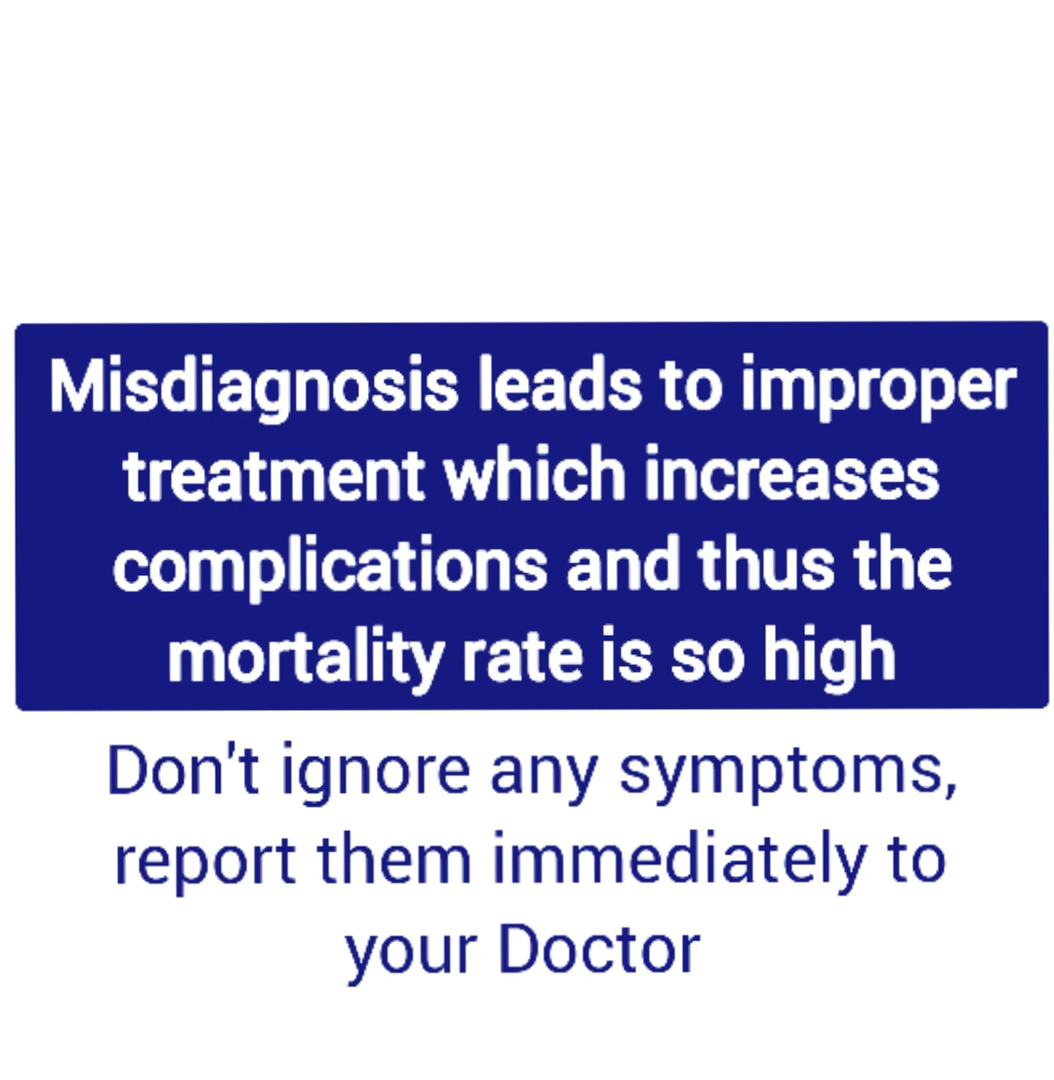 Misdiagnosis leads to improper
treatment which increases
complications and thus the
mortality rate is so high
Don't ignore any symptoms,
report them immediately to
your Doctor